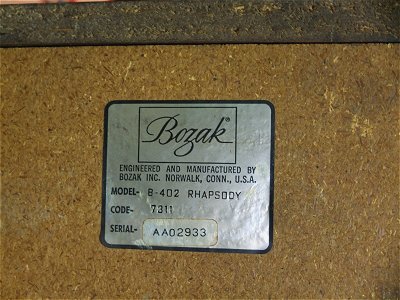 Bozak®
ENGINEERED AND MANUFACTURED BY
BOZAK INC. NORWALK, CONN., U.S.A.
MODEL- B-402 RHAPSODY
CODE- 7311
SERIAL- AA02933